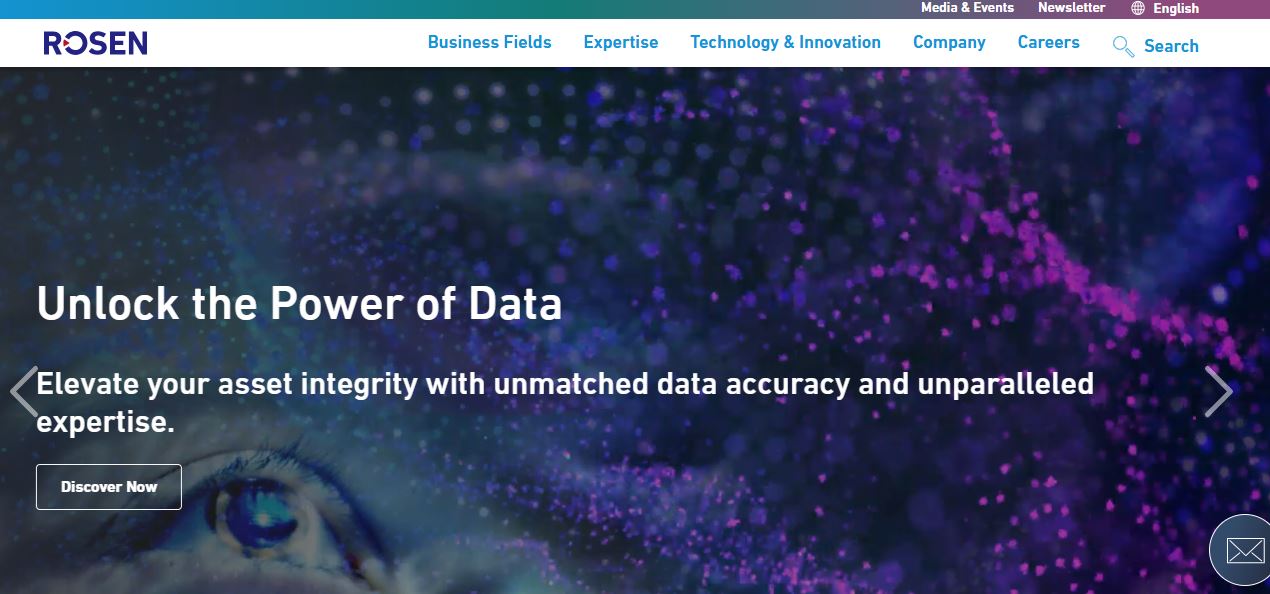 Media & Events Newsletter English
ROSEN Business Fields Expertise Technology & Innovation Company Careers Search
Unlock the Power of Data
Elevate your asset integrity with unmatched data accuracy and unparalleled
expertise.
Discover Now